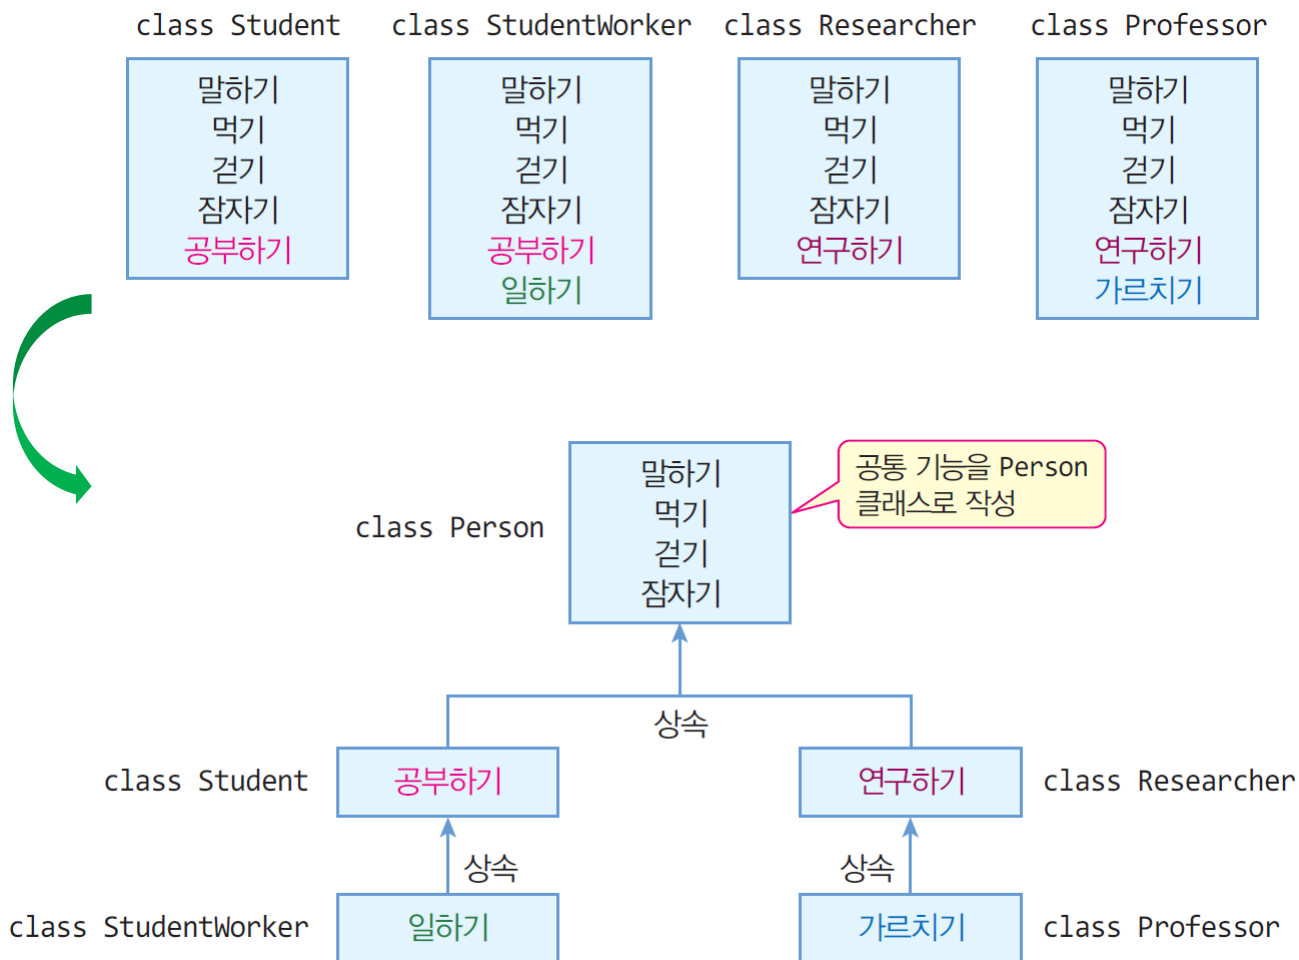 class Student
class StudentWorker
class Researcher
class Professor
말하기
먹기
걷기
잠자기
공부하기
말하기
먹기
걷기
잠자기
공부하기
일하기
말하기
먹기
걷기
잠자기
연구하기
말하기
먹기
걷기
잠자기
연구하기
가르치기
class Person
말하기
먹기
걷기
잠자기
공통 기능을 Person
클래스로 작성
상속
class Student
공부하기
연구하기
class Researcher
상속
상속
class StudentWorker
일하기
가르치기
class Professor